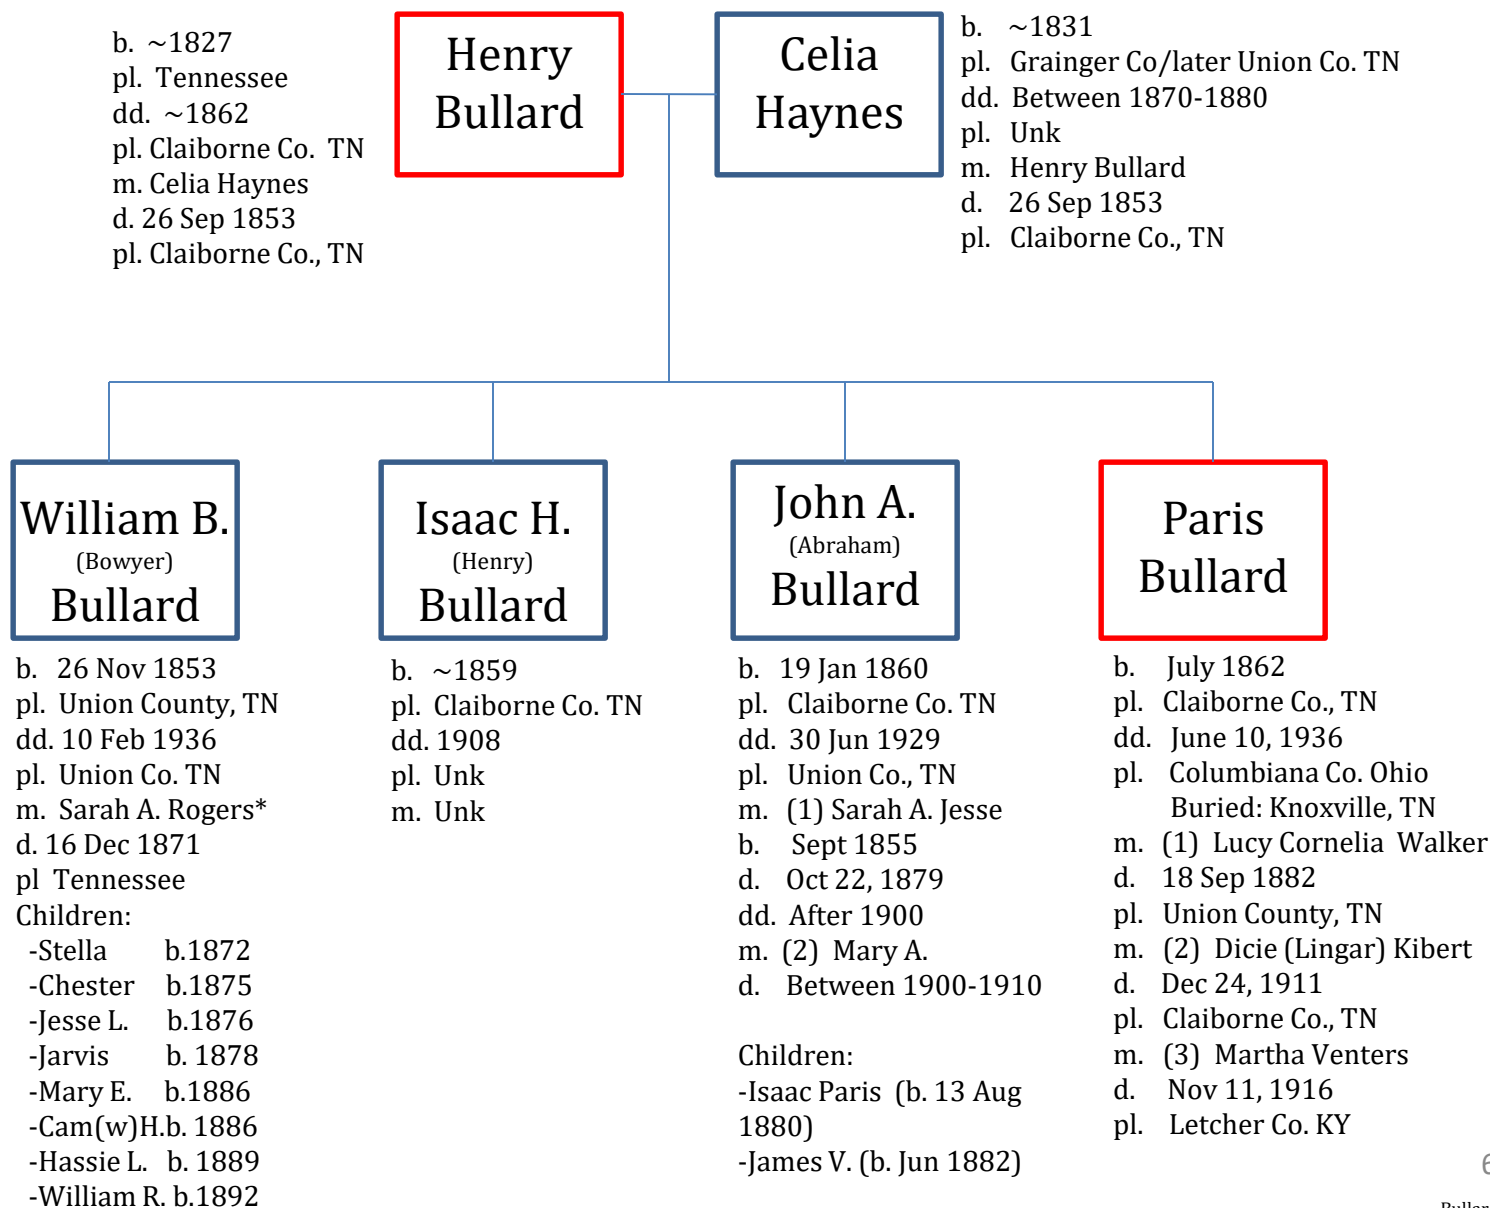 b. ~1827
pl. Tennessee
dd. ~1862
pl. Claiborne Co. TN
m. Celia Haynes
d. 26 Sep 1853
pl. Claiborne Co., TN
Henry
Bullard
Celia
Haynes
b. ~1831
pl. Grainger Co/later Union Co. TN
dd. Between 1870-1880
pl. Unk
m. Henry Bullard
d. 26 Sep 1853
pl. Claiborne Co., TN
William B.
(Bowyer)
Bullard
b. 26 Nov 1853
pl. Union County, TN
dd. 10 Feb 1936
pl. Union Co. TN
m. Sarah A. Rogers*
d. 16 Dec 1871
pl Tennessee
Children:
-Stella b.1872
-Chester b.1875
-Jesse L. b.1876
-Jarvis b. 1878
-Mary E. b.1886
-Cam(w)H.b. 1886
-Hassie L. b. 1889
-William R. b.1892
Isaac H.
(Henry)
Bullard
b. ~1859
pl. Claiborne Co. TN
dd. 1908
pl. Unk
m. Unk
John A.
(Abraham)
Bullard
b. 19 Jan 1860
pl. Claiborne Co. TN
dd. 30 Jun 1929
pl. Union Co., TN
m. (1) Sarah A. Jesse
b. Sept 1855
d. Oct 22, 1879
dd. After 1900
m. (2) Mary A.
d. Between 1900-1910
Children:
-Isaac Paris (b. 13 Aug
1880)
-James V. (b. Jun 1882)
Paris
Bullard
b. July 1862
pl. Claiborne Co., TN
dd. June 10, 1936
pl. Columbiana Co. Ohio
Buried: Knoxville, TN
m. (1) Lucy Cornelia Walker
d. 18 Sep 1882
pl. Union County, TN
m. (2) Dicie (Lingar) Kibert
d. Dec 24, 1911
pl. Claiborne Co., TN
m. (3) Martha Venters
d. Nov 11, 1916
pl. Letcher Co. KY